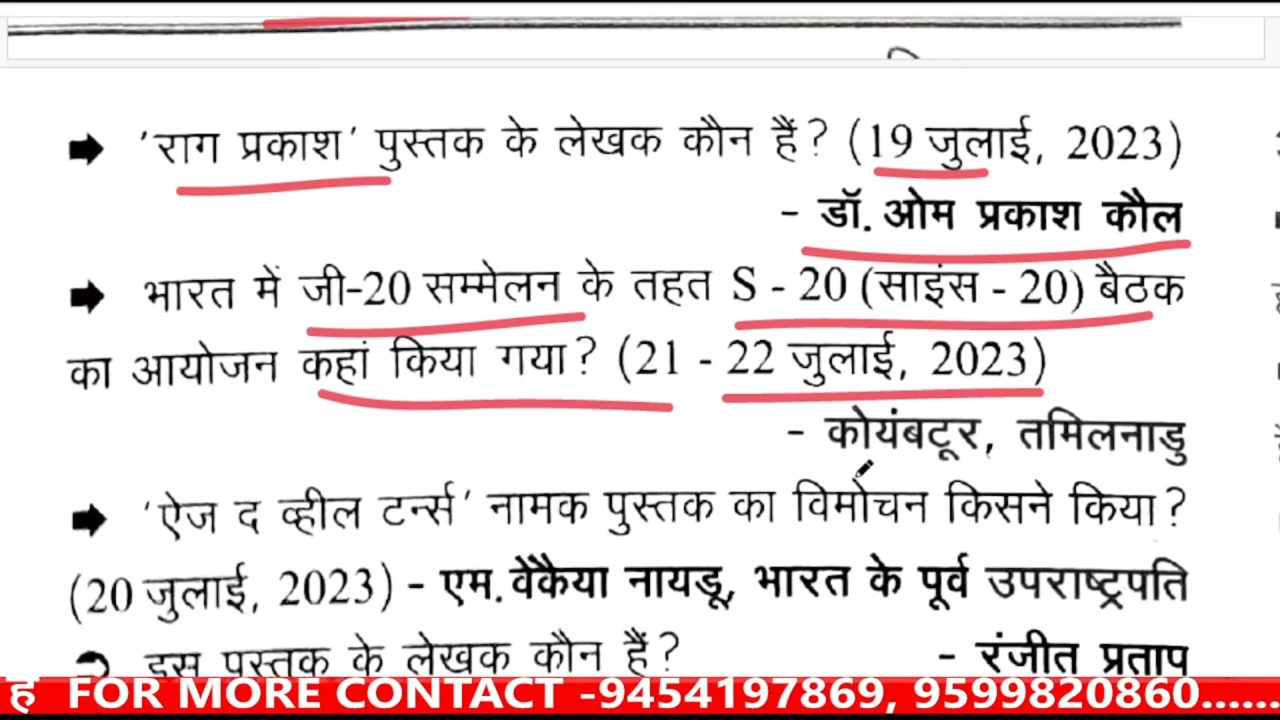 ➡ 'राग प्रकाश' पुस्तक के लेखक कौन हैं? (19 जुलाई, 2023)
- डॉ. ओम प्रकाश कौल
➡ भारत में जी-20 सम्मेलन के तहत S - 20 (साइंस - 20) बैठक
का आयोजन कहां किया गया? (21 - 22 जुलाई, 2023)
- कोयंबटूर, तमिलनाडु
➡ 'ऐज द व्हील टर्न्स' नामक पुस्तक का विमोचन किसने किया?
(20 जुलाई, 2023) - एम. वेंकैया नायडू, भारत के पूर्व उपराष्ट्रपति
इस पुस्तक के लेखक कौन हैं? - रंजीत प्रताप
है FOR MORE CONTACT -9454197869, 9599820860......